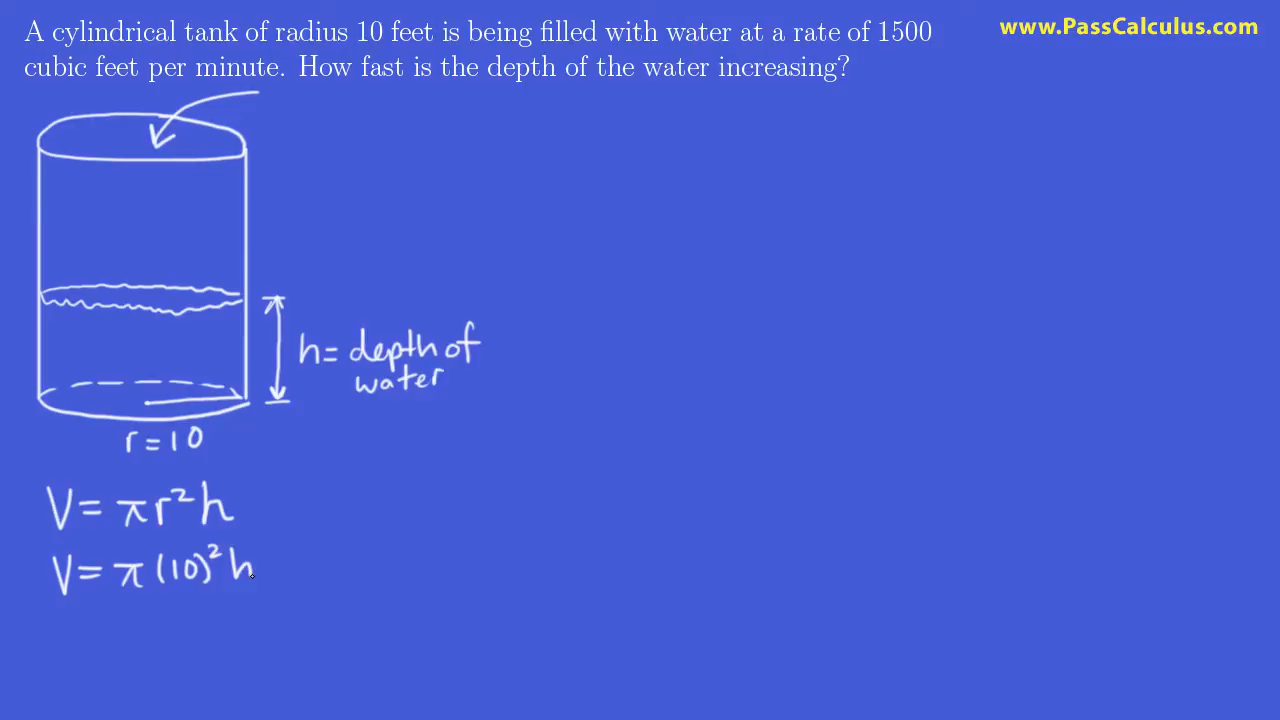 A cylindrical tank of radius 10 feet is being filled with water at a rate of 1500
cubic feet per minute. How fast is the depth of the water increasing?
www.PassCalculus.com
h = depth of
water
r = 10
V = πr²h
V = π(10)²h